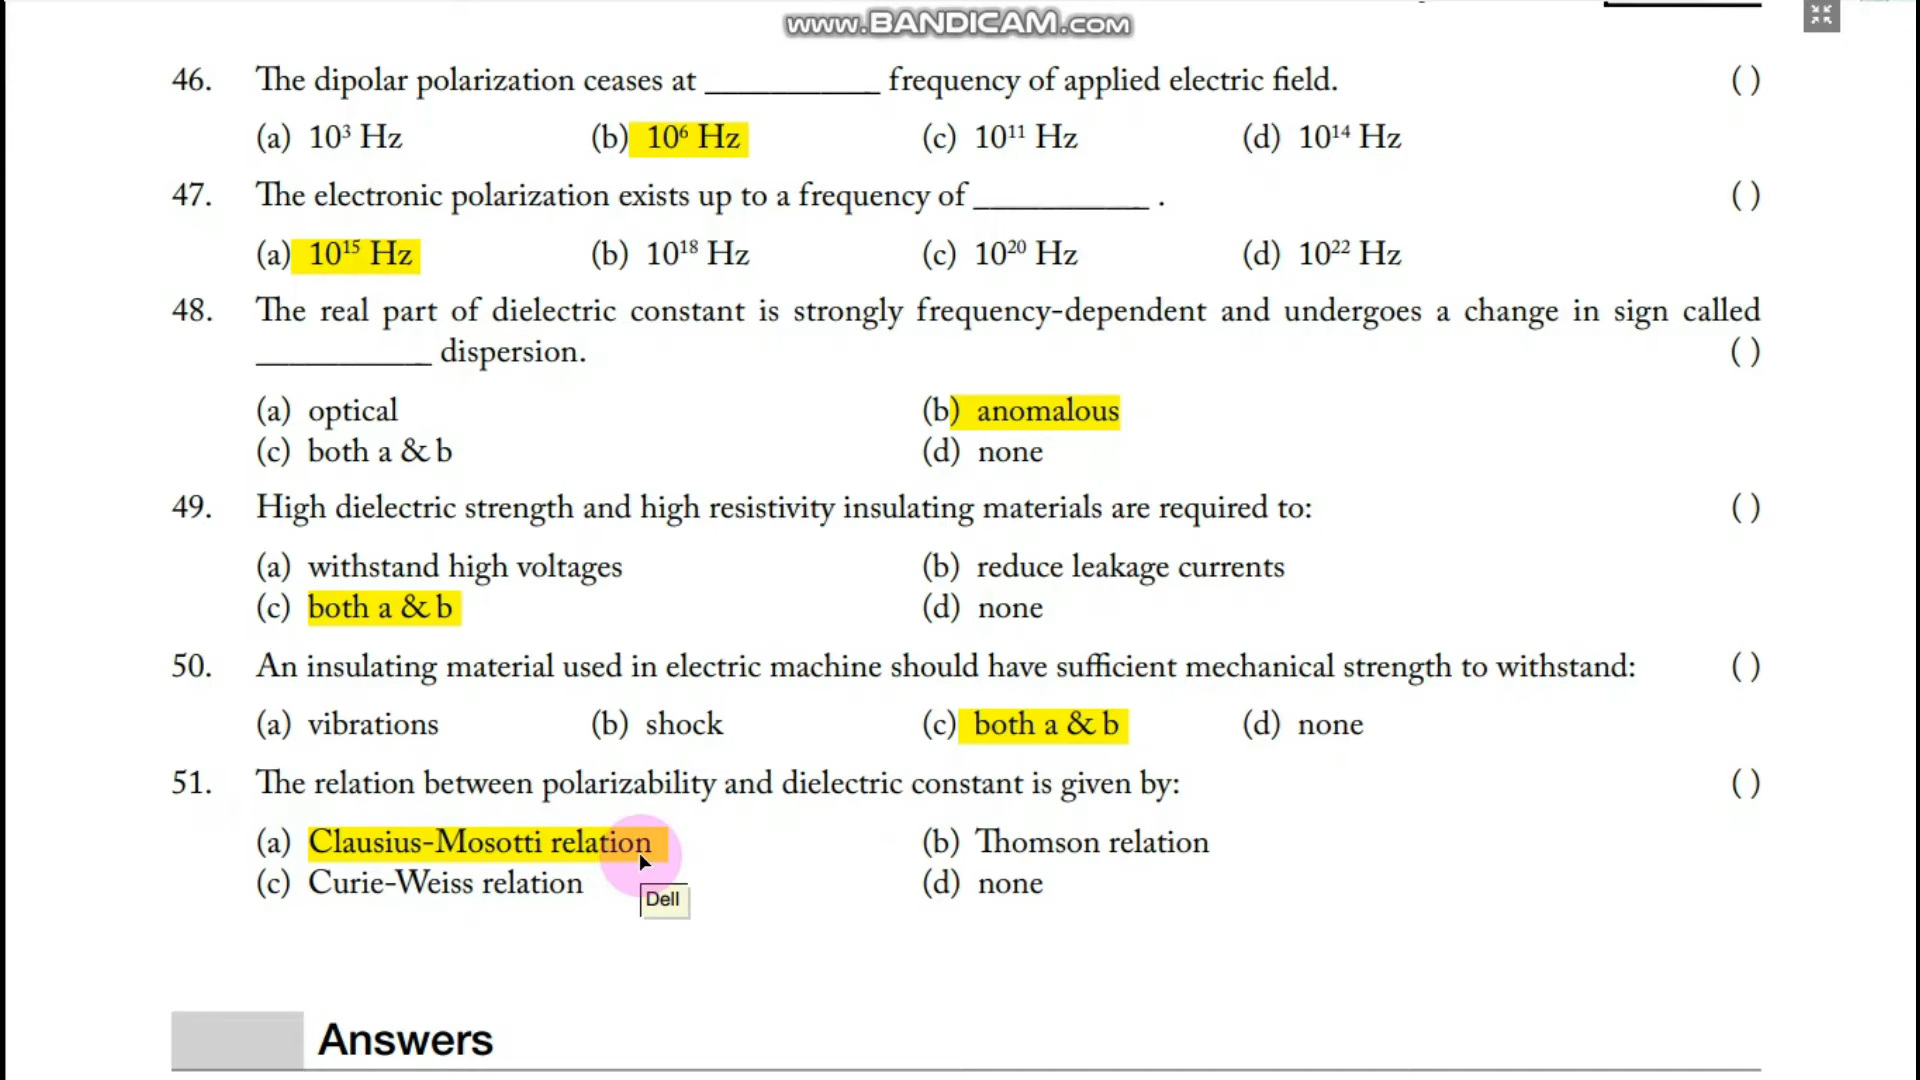 www.BANDICAM.com
46. The dipolar polarization ceases at __________ frequency of applied electric field. ( )
(a) 10³ Hz (b) 10⁶ Hz (c) 10¹¹ Hz (d) 10¹⁴ Hz
47. The electronic polarization exists up to a frequency of __________ . ( )
(a) 10¹⁵ Hz (b) 10¹⁸ Hz (c) 10²⁰ Hz (d) 10²² Hz
48. The real part of dielectric constant is strongly frequency-dependent and undergoes a change in sign called
__________ dispersion. ( )
(a) optical (b) anomalous
(c) both a & b (d) none
49. High dielectric strength and high resistivity insulating materials are required to: ( )
(a) withstand high voltages (b) reduce leakage currents
(c) both a & b (d) none
50. An insulating material used in electric machine should have sufficient mechanical strength to withstand: ( )
(a) vibrations (b) shock (c) both a & b (d) none
51. The relation between polarizability and dielectric constant is given by: ( )
(a) Clausius-Mosotti relation (b) Thomson relation
(c) Curie-Weiss relation (d) none
Dell
Answers